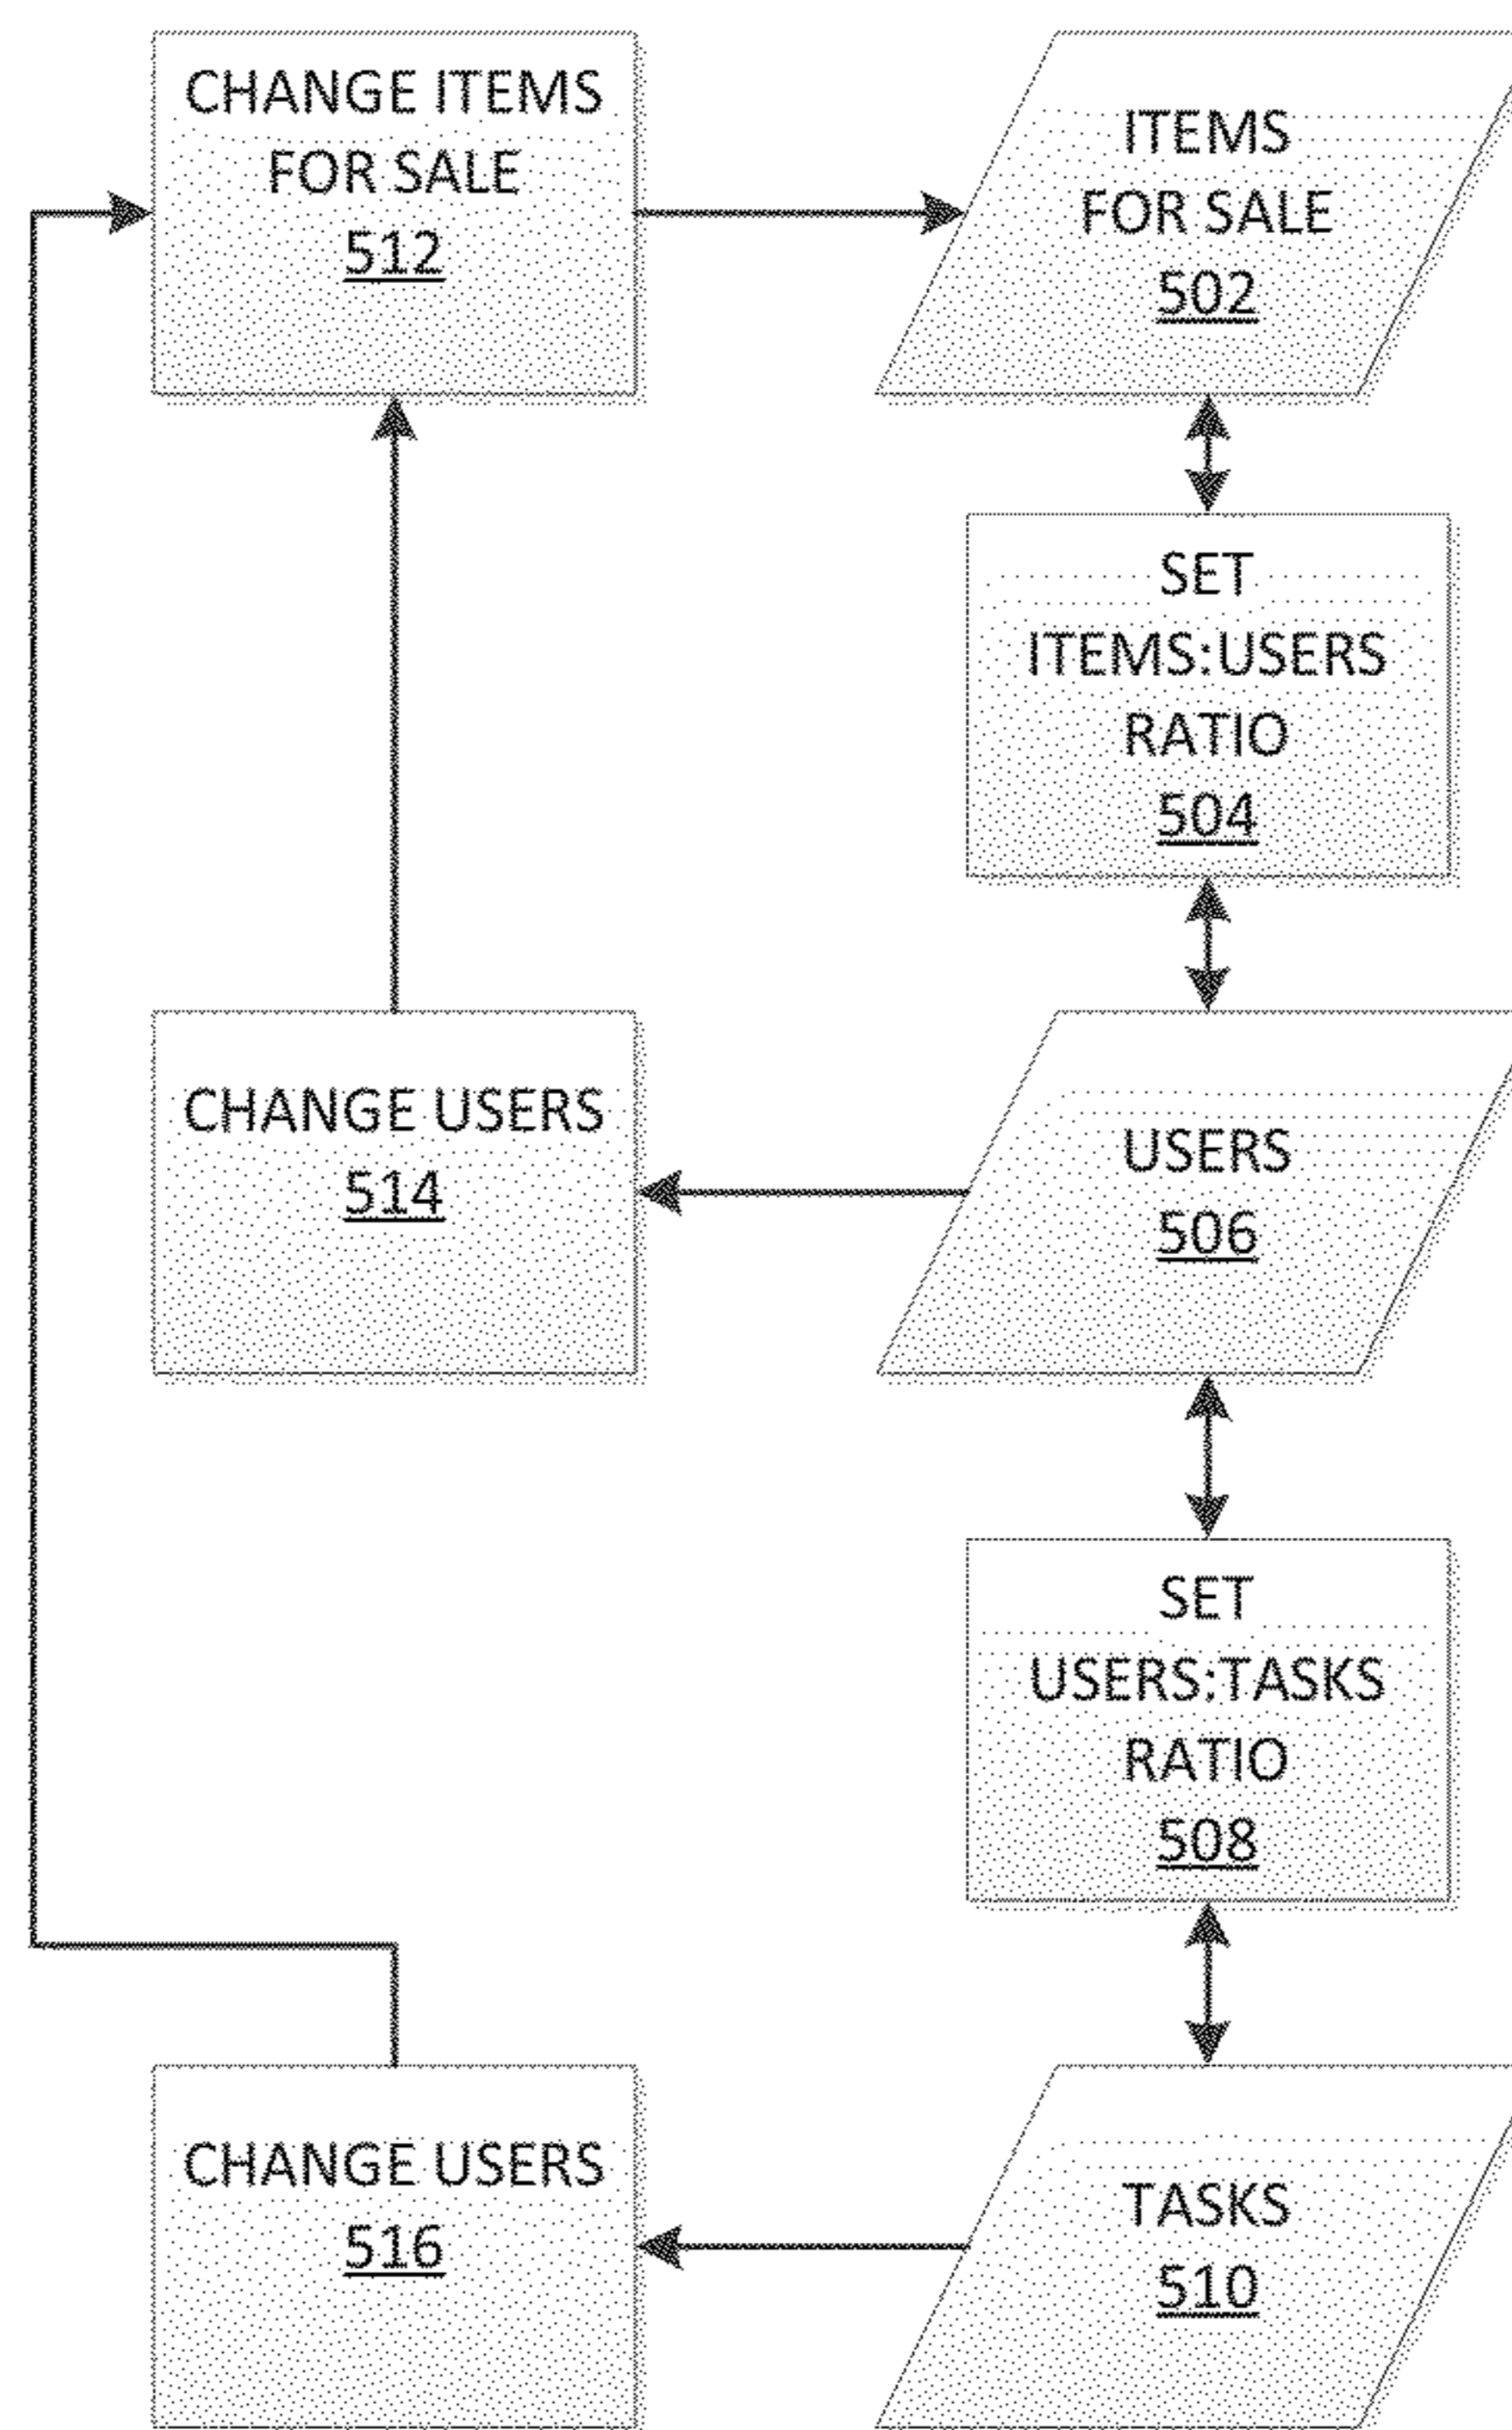 CHANGE ITEMS
FOR SALE
512
ITEMS
FOR SALE
502
SET
ITEMS:USERS
RATIO
504
CHANGE USERS
514
USERS
506
SET
USERS:TASKS
RATIO
508
CHANGE USERS
516
TASKS
510